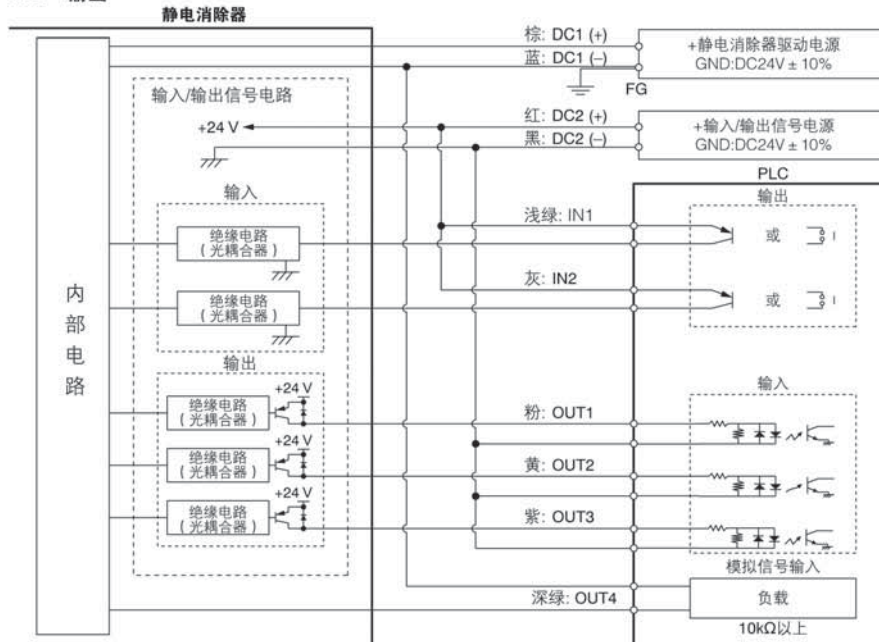 静电消除器
棕: DC1 (+)
蓝: DC1 (–)
+静电消除器驱动电源
GND:DC24V ± 10%
FG
输入/输出信号电路
+24 V
红: DC2 (+)
黑: DC2 (–)
+输入/输出信号电源
GND:DC24V ± 10%
PLC
输入
输出
浅绿: IN1
绝缘电路
(光耦合器)
或
灰: IN2
绝缘电路
(光耦合器)
或
内部电路
输出
输入
+24 V
绝缘电路
(光耦合器)
粉: OUT1
+24 V
绝缘电路
(光耦合器)
黄: OUT2
+24 V
绝缘电路
(光耦合器)
紫: OUT3
模拟信号输入
深绿: OUT4
负载
10kΩ以上